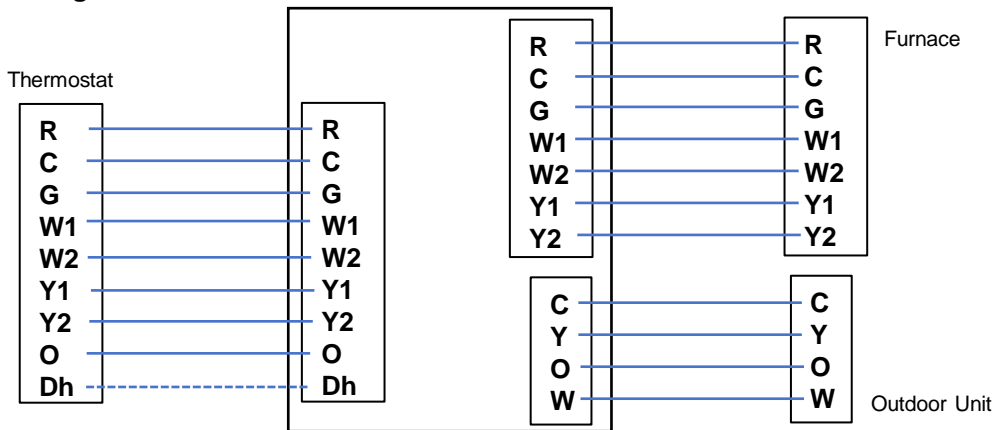 Thermostat
R
C
G
W1
W2
Y1
Y2
O
Dh
R
C
G
W1
W2
Y1
Y2
O
Dh
R
C
G
W1
W2
Y1
Y2
C
Y
O
W
Furnace
R
C
G
W1
W2
Y1
Y2
C
Y
O
W
Outdoor Unit